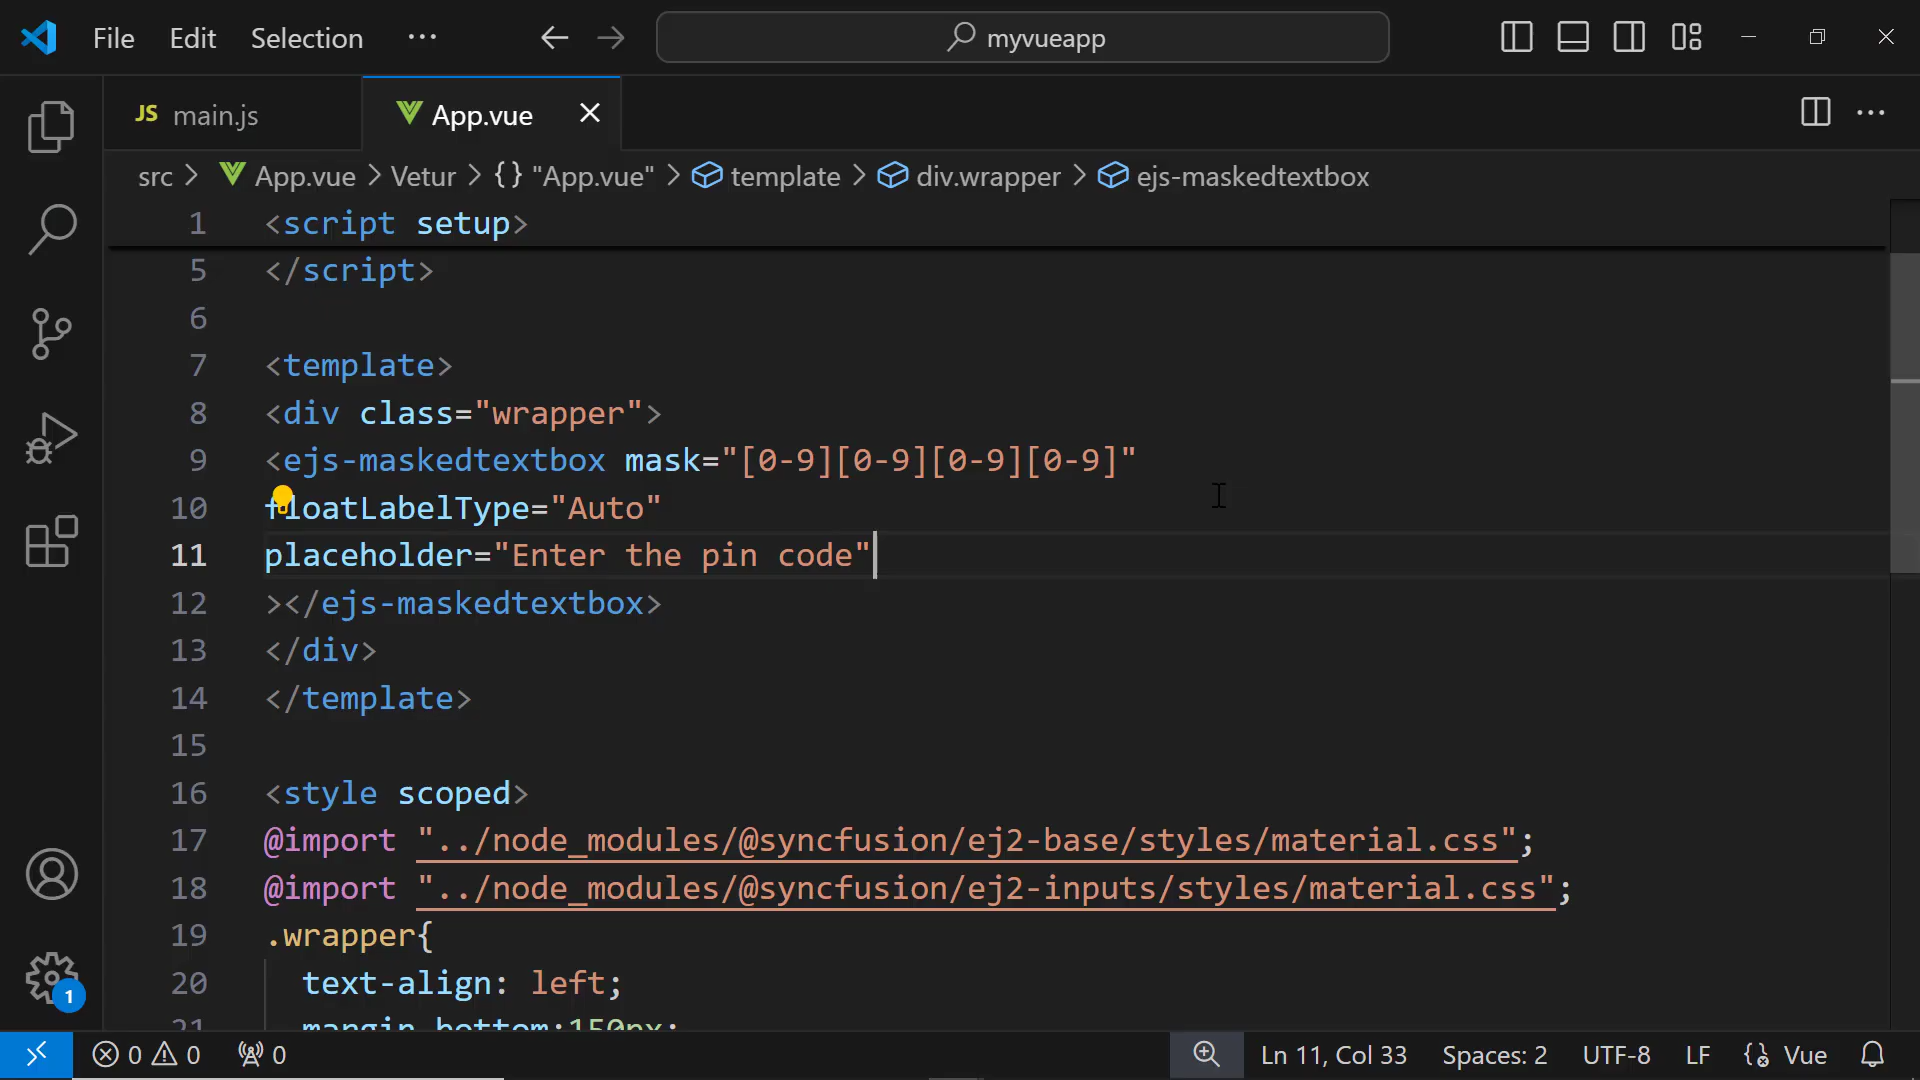 File Edit Selection ··· myvueapp
JS main.js App.vue
src > App.vue > Vetur > {} "App.vue" > template > div.wrapper > ejs-maskedtextbox
1 <script setup>
5 </script>
6
7 <template>
8 <div class="wrapper">
9 <ejs-maskedtextbox mask="[0-9][0-9][0-9][0-9]"
10 floatLabelType="Auto"
11 placeholder="Enter the pin code"
12 ></ejs-maskedtextbox>
13 </div>
14 </template>
15
16 <style scoped>
17 @import "../node_modules/@syncfusion/ej2-base/styles/material.css";
18 @import "../node_modules/@syncfusion/ej2-inputs/styles/material.css";
19 .wrapper{
20 text-align: left;
21 margin-bottom:150px;
1
0 0 0 Ln 11, Col 33 Spaces: 2 UTF-8 LF Vue